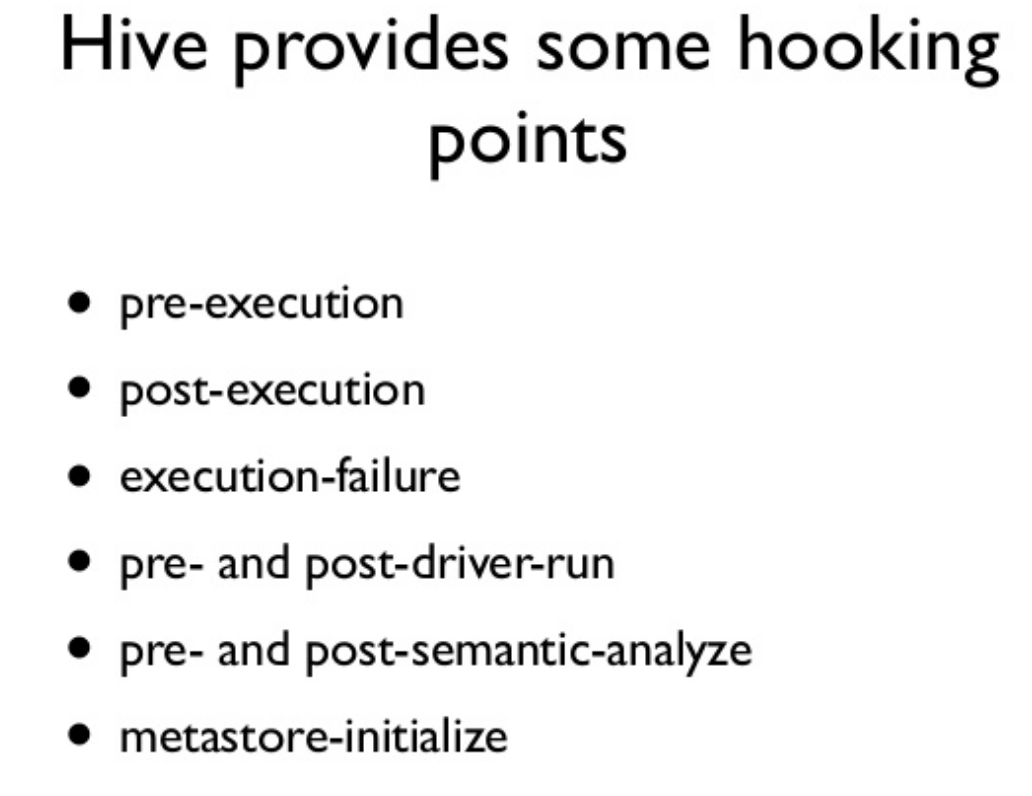 Hive provides some hooking
points
• pre-execution
• post-execution
• execution-failure
• pre- and post-driver-run
• pre- and post-semantic-analyze
• metastore-initialize